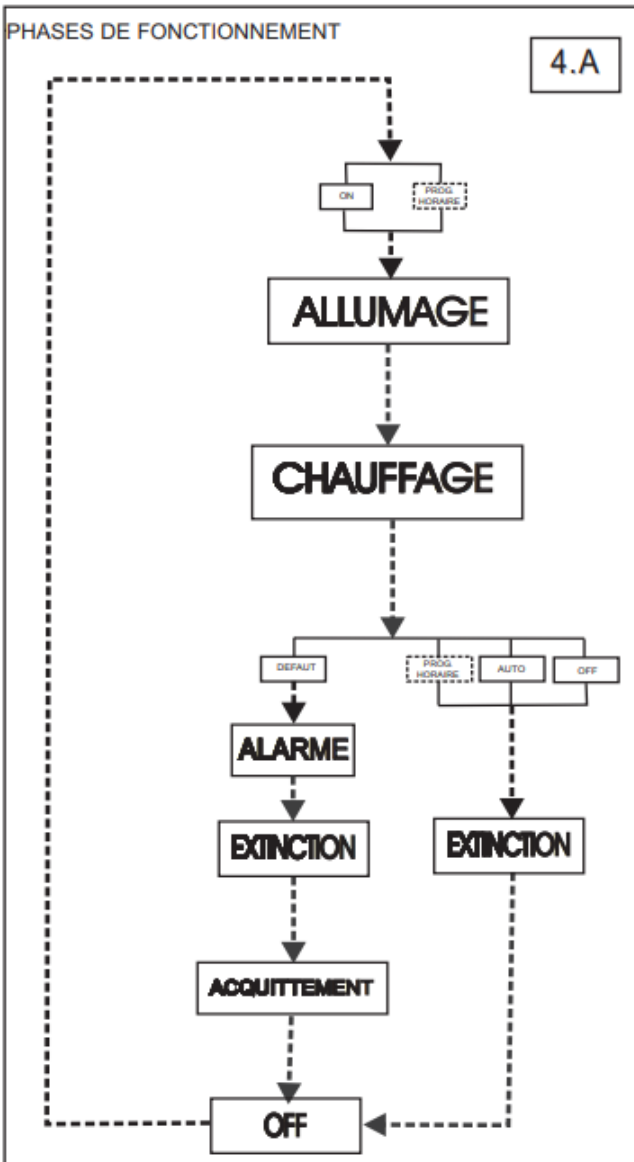 PHASES DE FONCTIONNEMENT
4.A
ON
PROG.
HORAIRE
ALLUMAGE
CHAUFFAGE
DEFAUT
PROG.
HORAIRE
AUTO
OFF
ALARME
EXTINCTION
EXTINCTION
ACQUITTEMENT
OFF